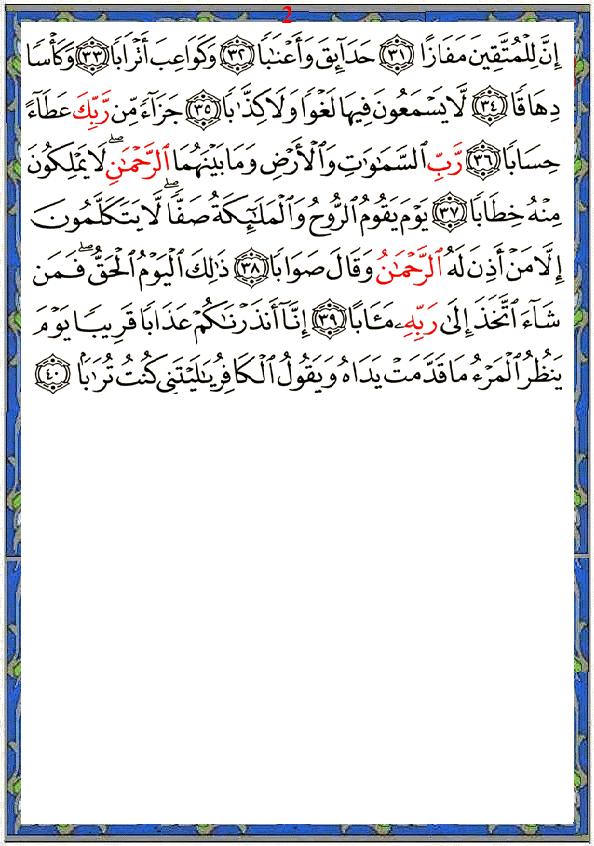 2
إِنَّ لِلْمُتَّقِينَ مَفَازًا ﴿٣١﴾ حَدَآئِقَ وَأَعْنَٰبًا ﴿٣٢﴾ وَكَوَاعِبَ أَتْرَابًا ﴿٣٣﴾ وَكَأْسًا
دِهَاقًا ﴿٣٤﴾ لَّا يَسْمَعُونَ فِيهَا لَغْوًا وَلَا كِذَّٰبًا ﴿٣٥﴾ جَزَآءً مِّن رَّبِّكَ عَطَآءً
حِسَابًا ﴿٣٦﴾ رَّبِّ ٱلسَّمَٰوَٰتِ وَٱلْأَرْضِ وَمَا بَيْنَهُمَا ٱلرَّحْمَٰنِ ۖ لَا يَمْلِكُونَ
مِنْهُ خِطَابًا ﴿٣٧﴾ يَوْمَ يَقُومُ ٱلرُّوحُ وَٱلْمَلَٰٓئِكَةُ صَفًّا ۖ لَّا يَتَكَلَّمُونَ
إِلَّا مَنْ أَذِنَ لَهُ ٱلرَّحْمَٰنُ وَقَالَ صَوَابًا ﴿٣٨﴾ ذَٰلِكَ ٱلْيَوْمُ ٱلْحَقُّ ۖ فَمَن
شَآءَ ٱتَّخَذَ إِلَىٰ رَبِّهِۦ مَـَٔابًا ﴿٣٩﴾ إِنَّآ أَنذَرْنَٰكُمْ عَذَابًا قَرِيبًا يَوْمَ
يَنظُرُ ٱلْمَرْءُ مَا قَدَّمَتْ يَدَاهُ وَيَقُولُ ٱلْكَافِرُ يَٰلَيْتَنِى كُنتُ تُرَٰبًۢا ﴿٤٠﴾